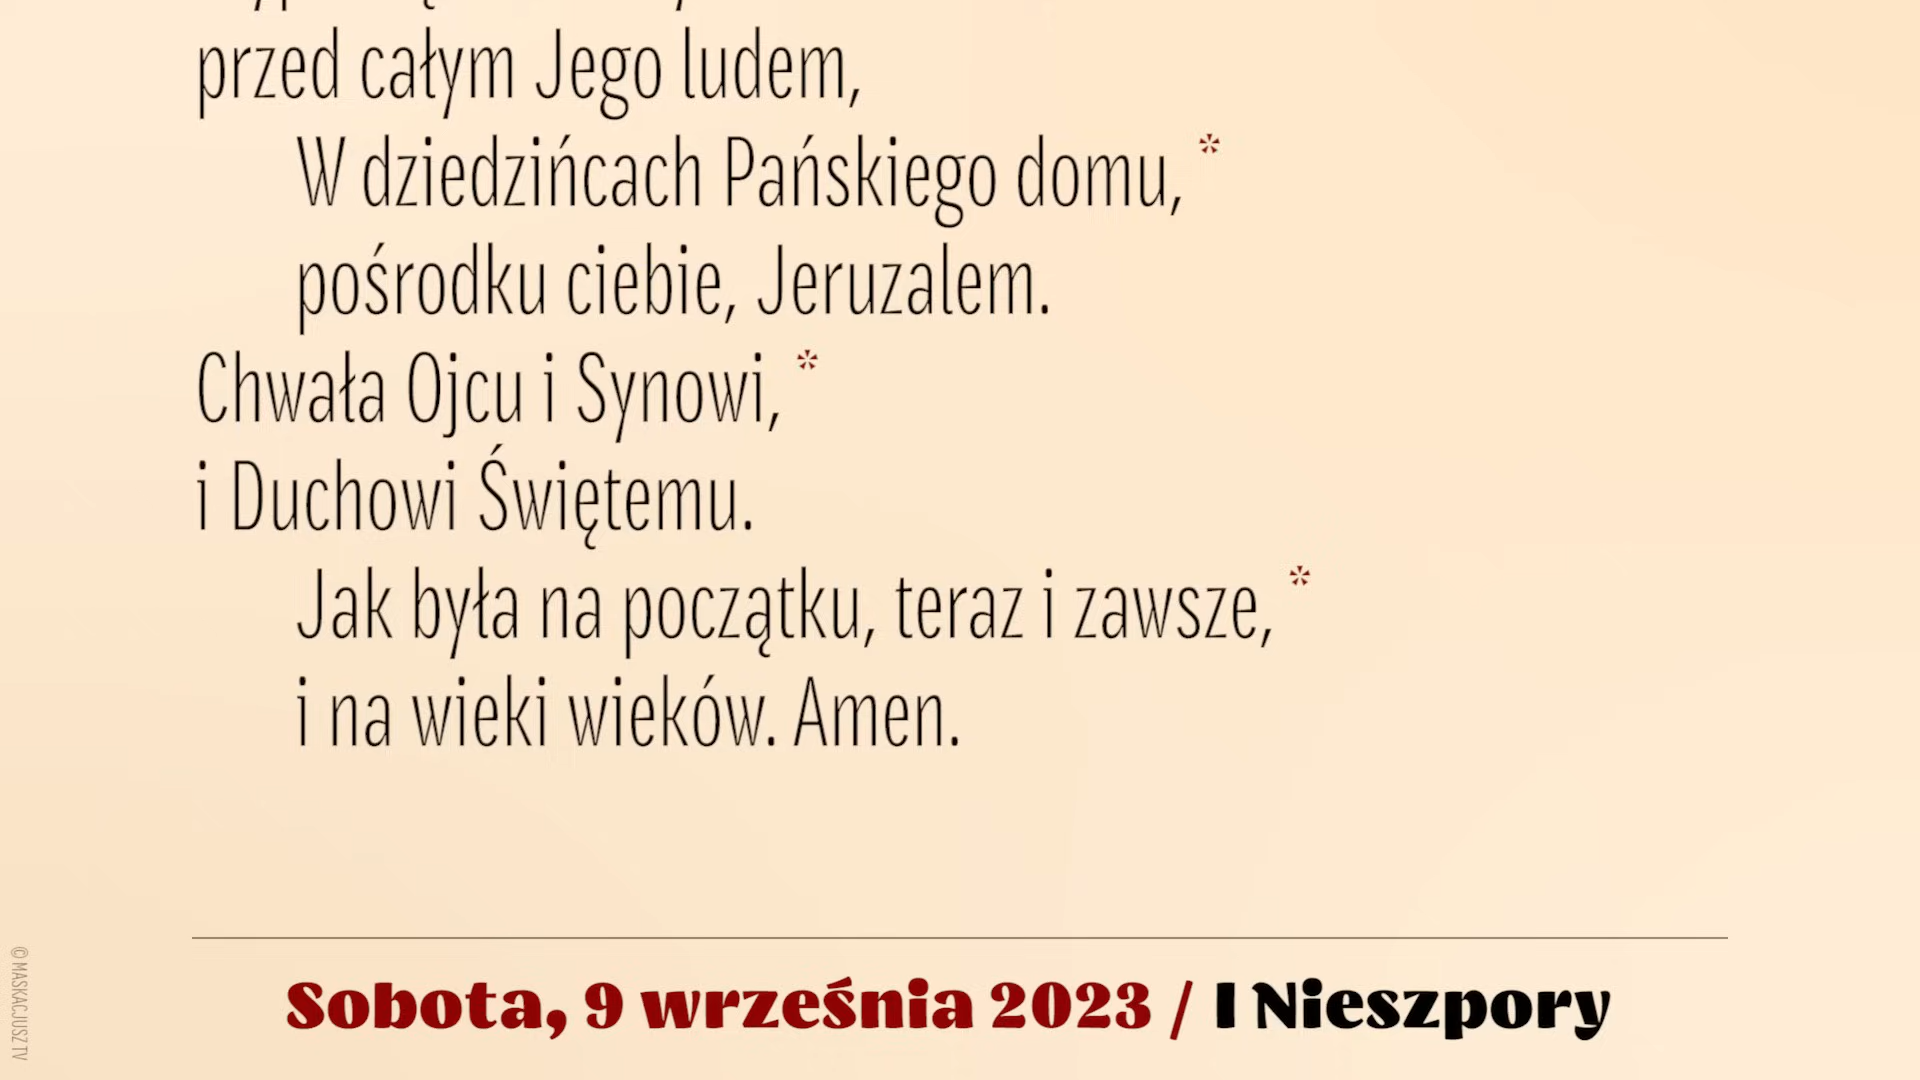 przed całym Jego ludem,
W dziedzińcach Pańskiego domu, *
pośrodku ciebie, Jeruzalem.
Chwała Ojcu i Synowi, *
i Duchowi Świętemu.
Jak była na początku, teraz i zawsze, *
i na wieki wieków. Amen.
© MASKACJUSZ TV
Sobota, 9 września 2023 / I Nieszpory